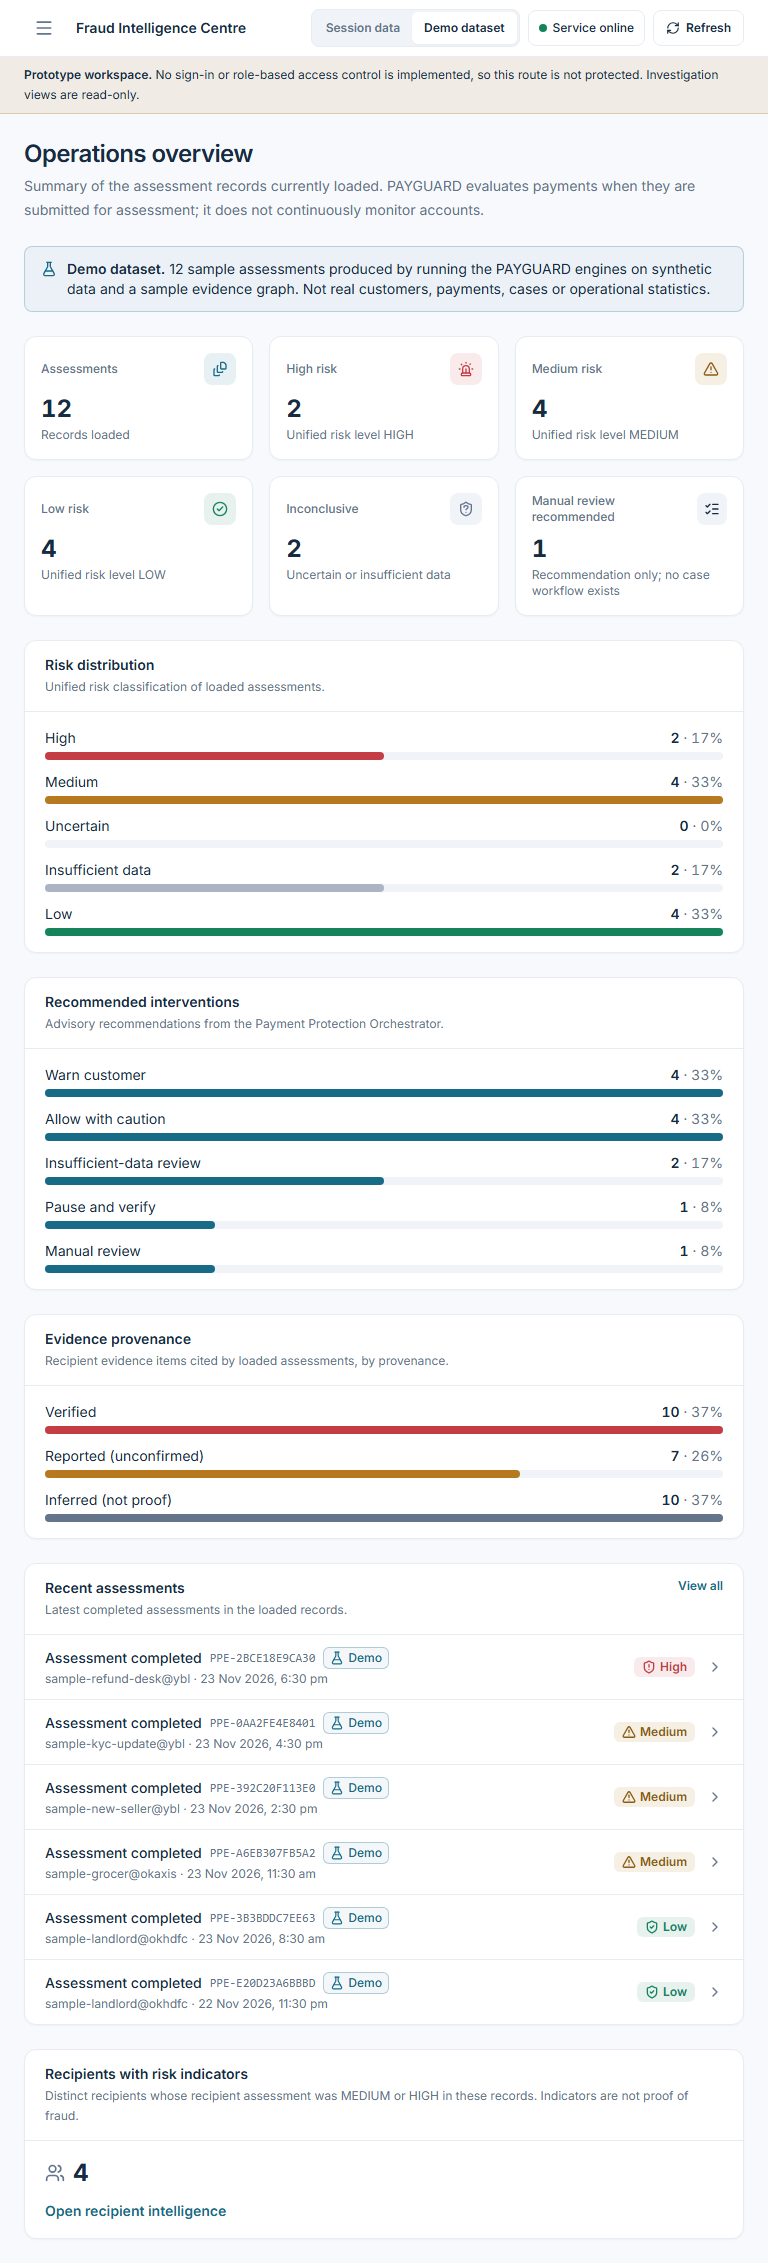 Fraud Intelligence Centre
Session data
Demo dataset
Service online
Refresh
Prototype workspace. No sign-in or role-based access control is implemented, so this route is not protected. Investigation
views are read-only.
Operations overview
Summary of the assessment records currently loaded. PAYGUARD evaluates payments when they are
submitted for assessment; it does not continuously monitor accounts.
Demo dataset. 12 sample assessments produced by running the PAYGUARD engines on synthetic
data and a sample evidence graph. Not real customers, payments, cases or operational statistics.
Assessments
12
Records loaded
High risk
2
Unified risk level HIGH
Medium risk
4
Unified risk level MEDIUM
Low risk
4
Unified risk level LOW
Inconclusive
2
Uncertain or insufficient data
Manual review
recommended
1
Recommendation only; no case
workflow exists
Risk distribution
Unified risk classification of loaded assessments.
High 2 · 17%
Medium 4 · 33%
Uncertain 0 · 0%
Insufficient data 2 · 17%
Low 4 · 33%
Recommended interventions
Advisory recommendations from the Payment Protection Orchestrator.
Warn customer 4 · 33%
Allow with caution 4 · 33%
Insufficient-data review 2 · 17%
Pause and verify 1 · 8%
Manual review 1 · 8%
Evidence provenance
Recipient evidence items cited by loaded assessments, by provenance.
Verified 10 · 37%
Reported (unconfirmed) 7 · 26%
Inferred (not proof) 10 · 37%
Recent assessments View all
Latest completed assessments in the loaded records.
Assessment completed PPE-2BCE18E9CA30 Demo
sample-refund-desk@ybl · 23 Nov 2026, 6:30 pm
High
Assessment completed PPE-0AA2FE4E8401 Demo
sample-kyc-update@ybl · 23 Nov 2026, 4:30 pm
Medium
Assessment completed PPE-392C20F113E0 Demo
sample-new-seller@ybl · 23 Nov 2026, 2:30 pm
Medium
Assessment completed PPE-A6EB307FB5A2 Demo
sample-grocer@okaxis · 23 Nov 2026, 11:30 am
Medium
Assessment completed PPE-3B3BDDC7EE63 Demo
sample-landlord@okhdfc · 23 Nov 2026, 8:30 am
Low
Assessment completed PPE-E20D23A6BBBD Demo
sample-landlord@okhdfc · 22 Nov 2026, 11:30 pm
Low
Recipients with risk indicators
Distinct recipients whose recipient assessment was MEDIUM or HIGH in these records. Indicators are not proof of
fraud.
4
Open recipient intelligence